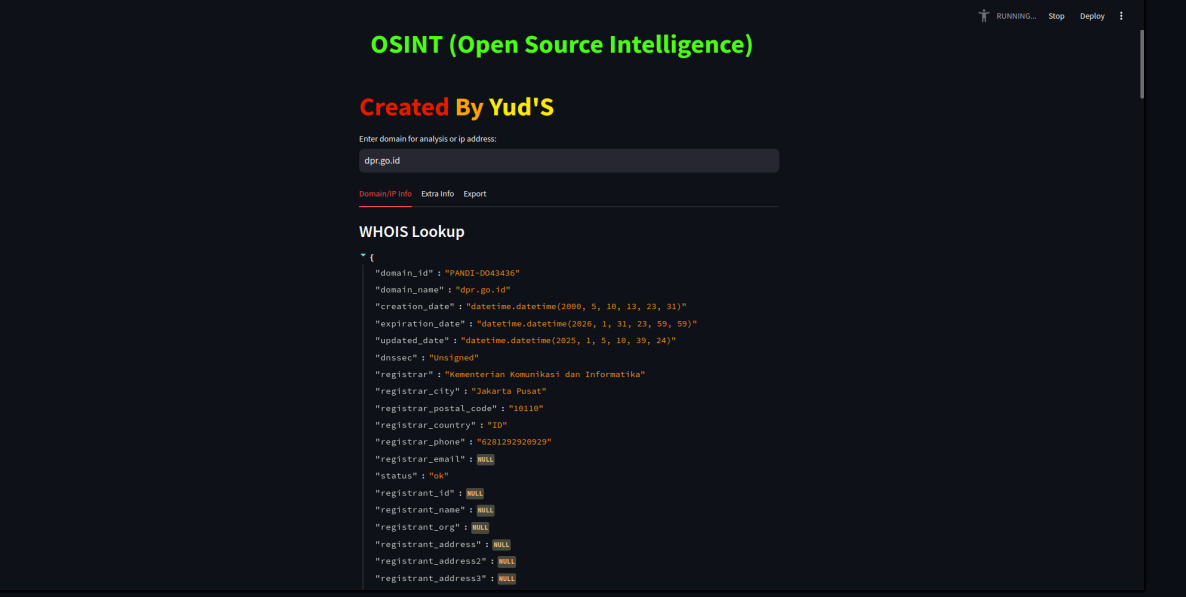 RUNNING...
Stop
Deploy
OSINT (Open Source Intelligence)
Created By Yud'S
Enter domain for analysis or ip address:
dpr.go.id
Domain/IP Info
Extra Info
Export
WHOIS Lookup
{
"domain_id" : "PANDI-DO43436"
"domain_name" : "dpr.go.id"
"creation_date" : "datetime.datetime(2000, 5, 10, 13, 23, 31)"
"expiration_date" : "datetime.datetime(2026, 1, 31, 23, 59, 59)"
"updated_date" : "datetime.datetime(2025, 1, 5, 10, 39, 24)"
"dnssec" : "Unsigned"
"registrar" : "Kementerian Komunikasi dan Informatika"
"registrar_city" : "Jakarta Pusat"
"registrar_postal_code" : "10110"
"registrar_country" : "ID"
"registrar_phone" : "6281292920929"
"registrar_email" : NULL
"status" : "ok"
"registrant_id" : NULL
"registrant_name" : NULL
"registrant_org" : NULL
"registrant_address" : NULL
"registrant_address2" : NULL
"registrant_address3" : NULL